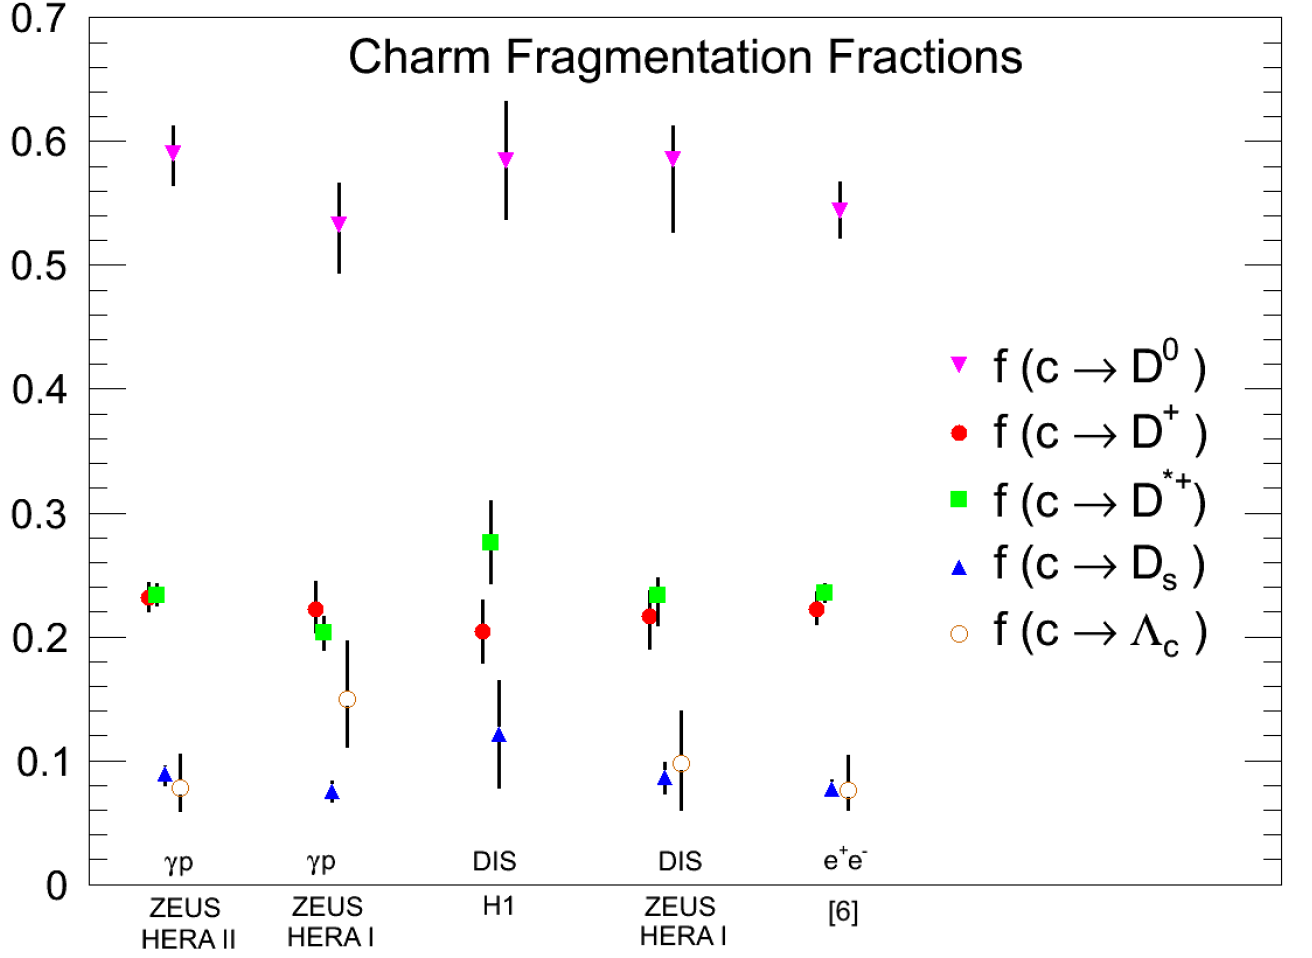 Charm Fragmentation Fractions
0.7
0.6
0.5
0.4
0.3
0.2
0.1
0
f (c → D⁰ )
f (c → D⁺ )
f (c → D*⁺)
f (c → Dₛ )
f (c → Λc )
γp γp DIS DIS e⁺e⁻
ZEUS ZEUS H1 ZEUS [6]
HERA II HERA I HERA I